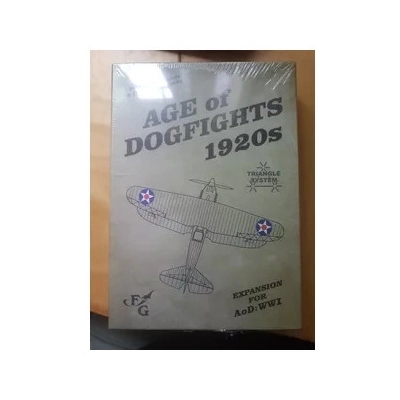 AGE of
DOGFIGHTS
1920s
TRIANGLE
SYSTEM
EXPANSION
FOR
AoD: WWI
F
G